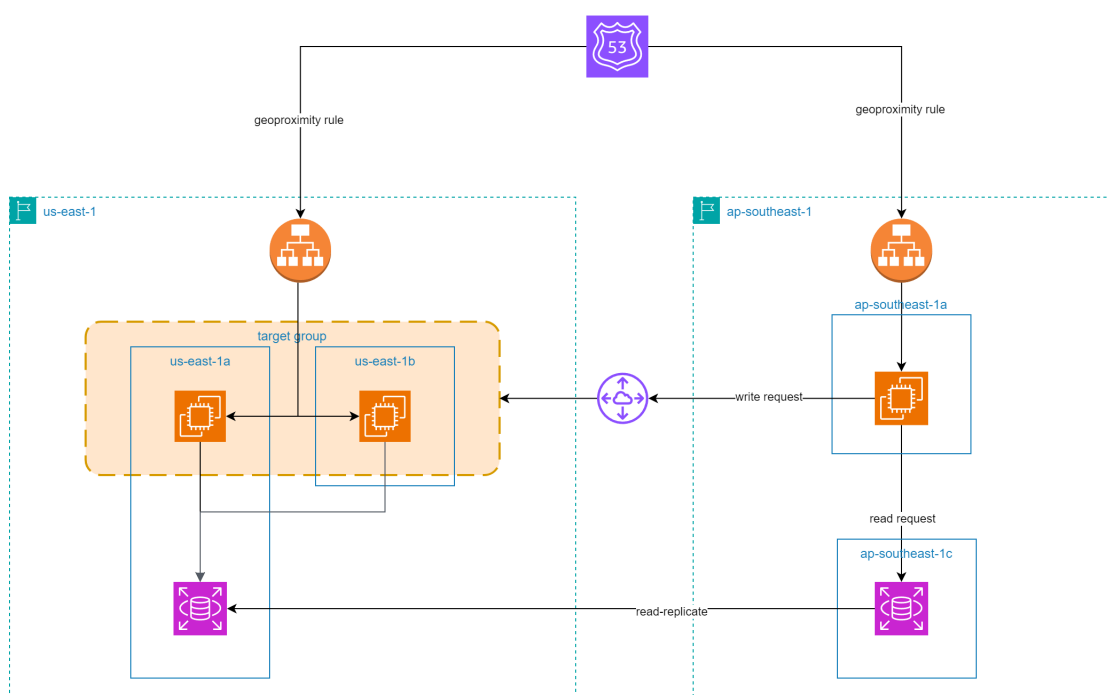 53
geoproximity rule
geoproximity rule
us-east-1
ap-southeast-1
ap-southeast-1a
target group
us-east-1a
us-east-1b
write request
read request
ap-southeast-1c
read-replicate